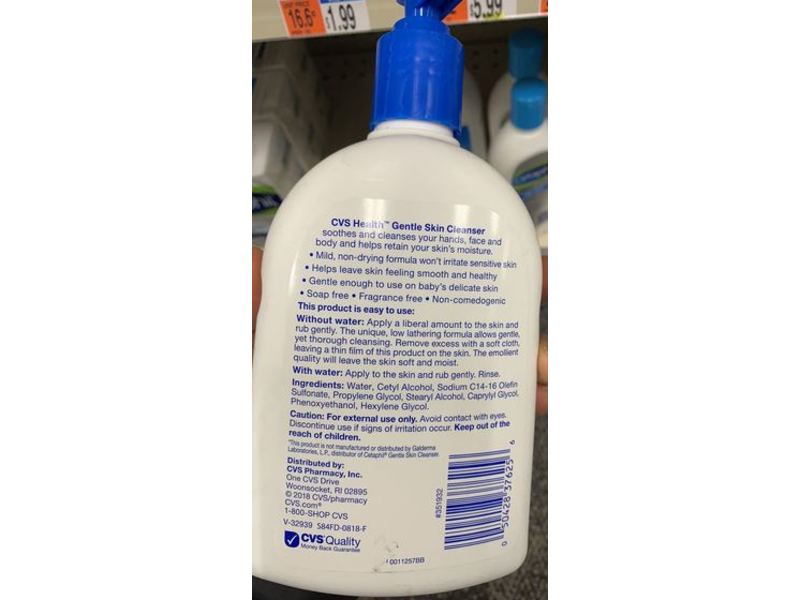 16.6¢
$1.99
$5.99
CVS Health™ Gentle Skin Cleanser
soothes and cleanses your hands, face and
body and helps retain your skin's moisture.
• Mild, non-drying formula won't irritate sensitive skin
• Helps leave skin feeling smooth and healthy
• Gentle enough to use on baby's delicate skin
• Soap free • Fragrance free • Non-comedogenic
This product is easy to use:
Without water: Apply a liberal amount to the skin and
rub gently. The unique, low lathering formula allows gentle,
yet thorough cleansing. Remove excess with a soft cloth,
leaving a thin film of this product on the skin. The emollient
quality will leave the skin soft and moist.
With water: Apply to the skin and rub gently. Rinse.
Ingredients: Water, Cetyl Alcohol, Sodium C14-16 Olefin
Sulfonate, Propylene Glycol, Stearyl Alcohol, Caprylyl Glycol,
Phenoxyethanol, Hexylene Glycol.
Caution: For external use only. Avoid contact with eyes.
Discontinue use if signs of irritation occur. Keep out of the
reach of children.
*This product is not manufactured or distributed by Galderma
Laboratories, L.P., distributor of Cetaphil® Gentle Skin Cleanser.
Distributed by:
CVS Pharmacy, Inc.
One CVS Drive
Woonsocket, RI 02895
© 2018 CVS/pharmacy
CVS.com®
1-800-SHOP CVS
V-32939 S84FD-0818-F
CVS Quality
Money Back Guarantee
#351932
0 50428 37625 6
0011257BB